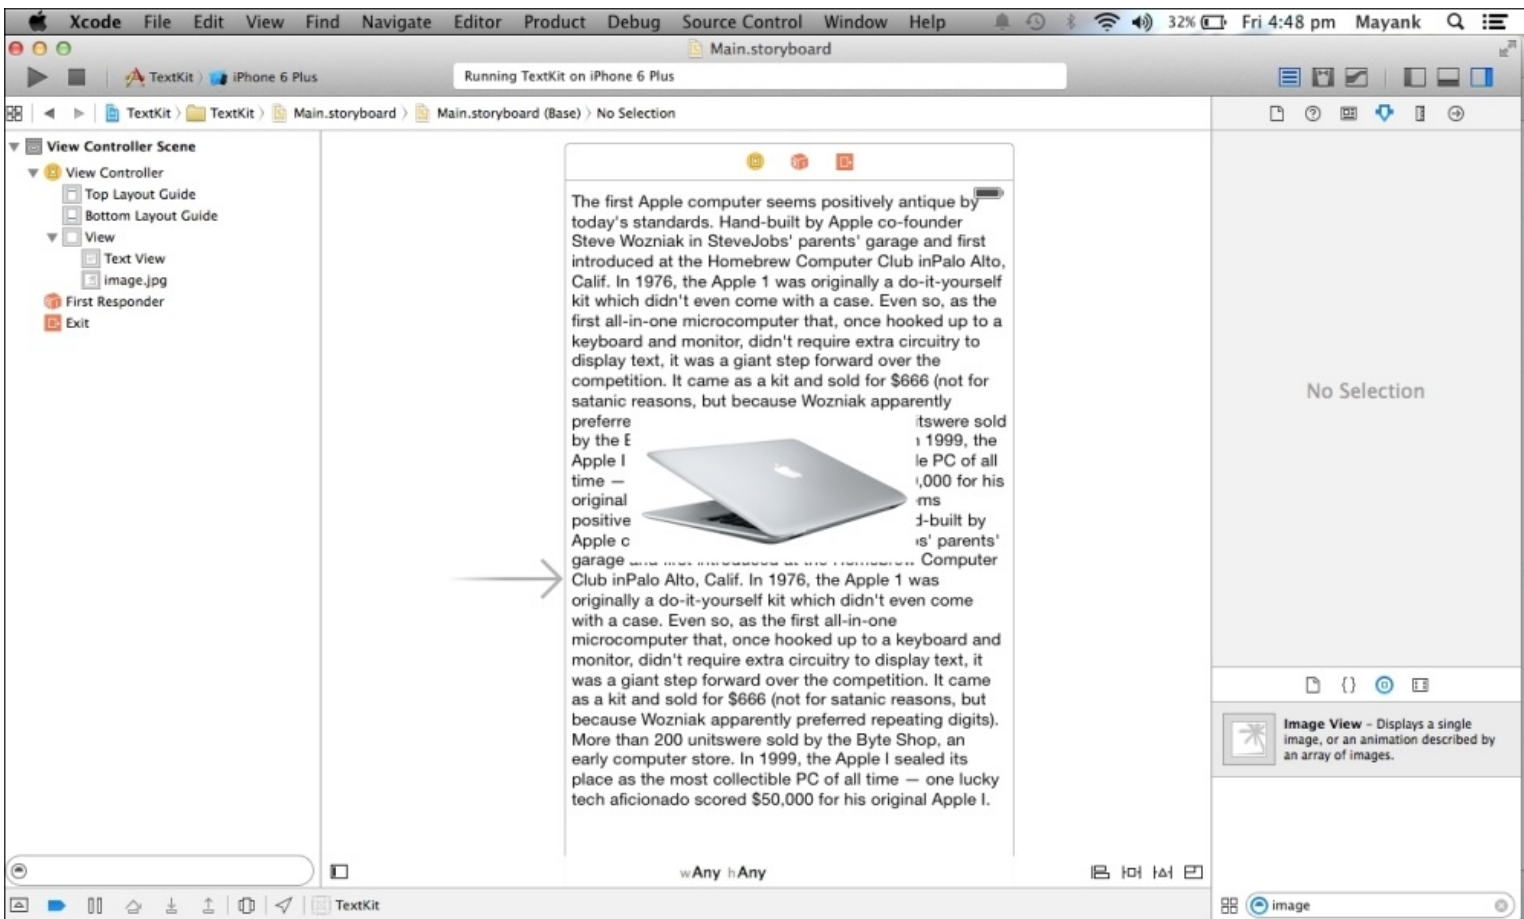 Xcode File Edit View Find Navigate Editor Product Debug Source Control Window Help 32% Fri 4:48 pm Mayank
Main.storyboard
TextKit iPhone 6 Plus Running TextKit on iPhone 6 Plus
TextKit TextKit Main.storyboard Main.storyboard (Base) No Selection
View Controller Scene
View Controller
Top Layout Guide
Bottom Layout Guide
View
Text View
image.jpg
First Responder
Exit
The first Apple computer seems positively antique by
today's standards. Hand-built by Apple co-founder
Steve Wozniak in SteveJobs' parents' garage and first
introduced at the Homebrew Computer Club inPalo Alto,
Calif. In 1976, the Apple 1 was originally a do-it-yourself
kit which didn't even come with a case. Even so, as the
first all-in-one microcomputer that, once hooked up to a
keyboard and monitor, didn't require extra circuitry to
display text, it was a giant step forward over the
competition. It came as a kit and sold for $666 (not for
satanic reasons, but because Wozniak apparently
preferre itswere sold
by the 1999, the
Apple I le PC of all
time — ,000 for his
original ms
positive d-built by
Apple c s' parents'
garage and first introduced at the Homebrew Computer
Club inPalo Alto, Calif. In 1976, the Apple 1 was
originally a do-it-yourself kit which didn't even come
with a case. Even so, as the first all-in-one
microcomputer that, once hooked up to a keyboard and
monitor, didn't require extra circuitry to display text, it
was a giant step forward over the competition. It came
as a kit and sold for $666 (not for satanic reasons, but
because Wozniak apparently preferred repeating digits).
More than 200 unitswere sold by the Byte Shop, an
early computer store. In 1999, the Apple I sealed its
place as the most collectible PC of all time — one lucky
tech aficionado scored $50,000 for his original Apple I.
wAny hAny
No Selection
Image View – Displays a single
image, or an animation described by
an array of images.
TextKit
image